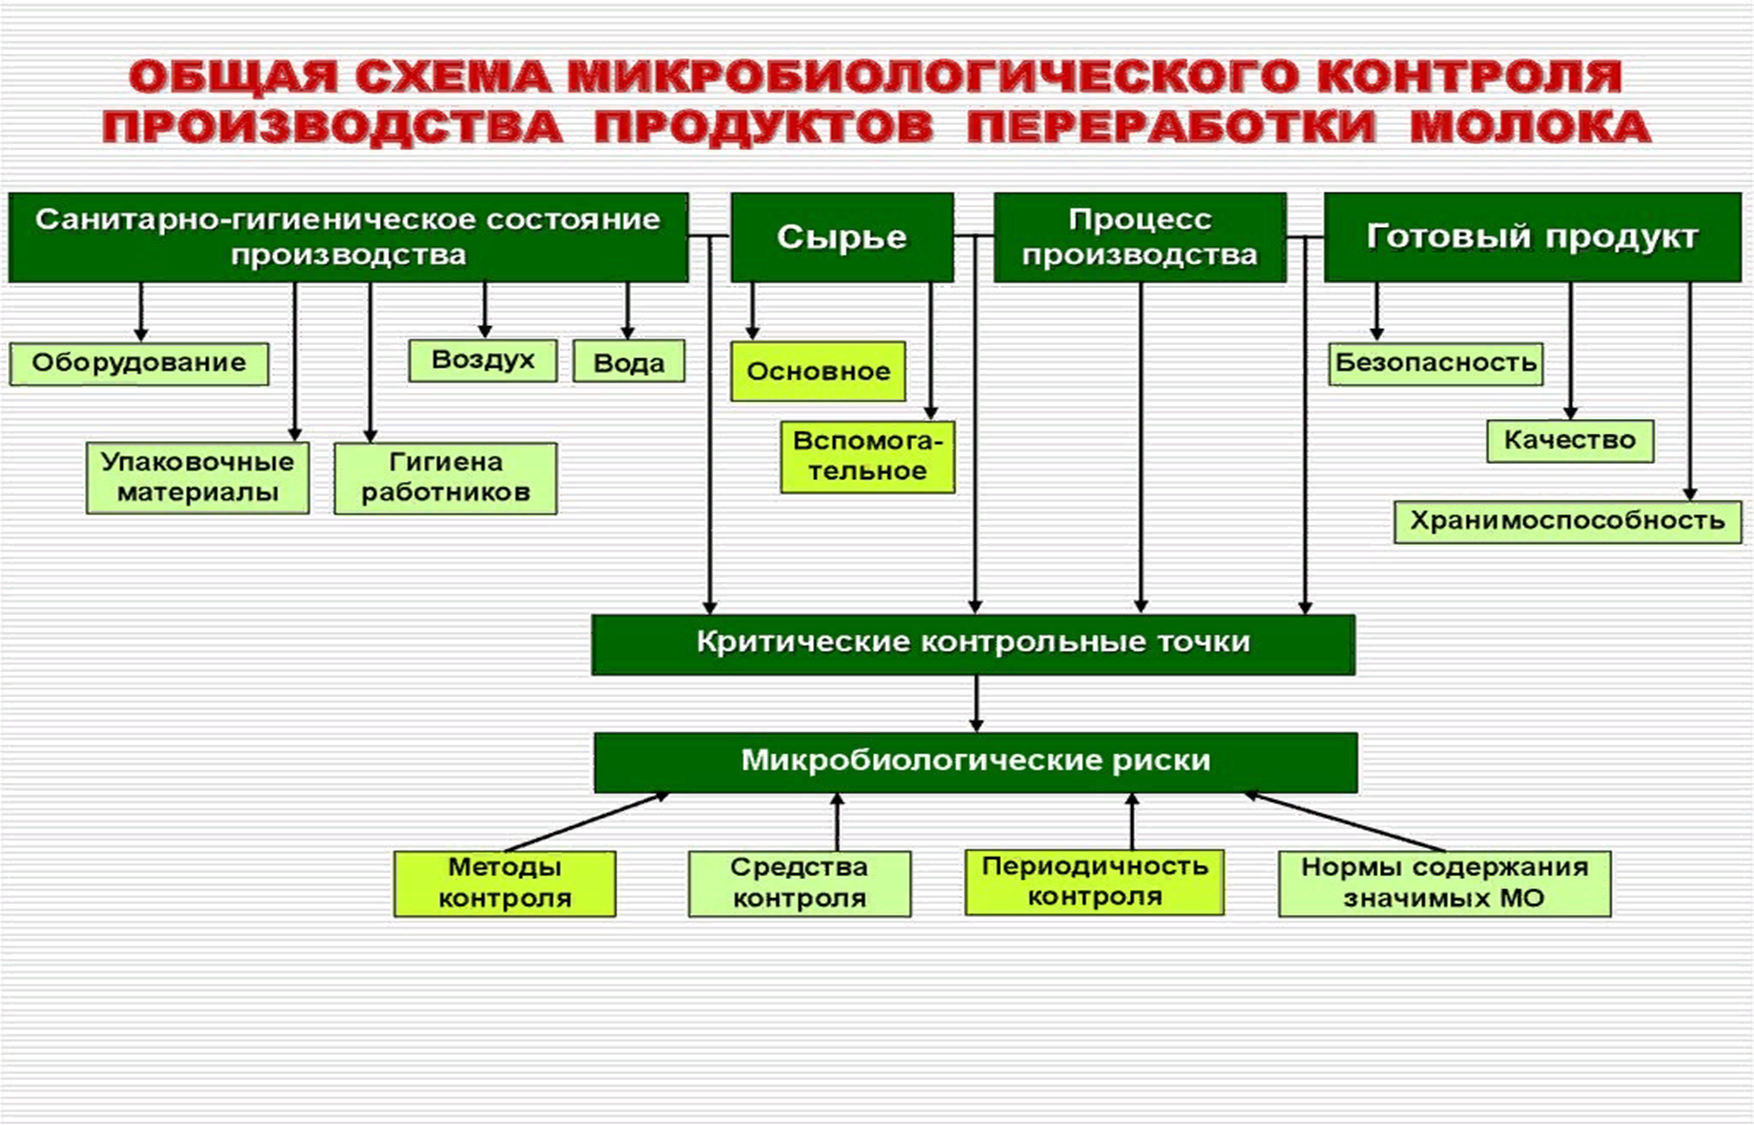 ОБЩАЯ СХЕМА МИКРОБИОЛОГИЧЕСКОГО КОНТРОЛЯ
ПРОИЗВОДСТВА ПРОДУКТОВ ПЕРЕРАБОТКИ МОЛОКА
Санитарно-гигиеническое состояние
производства
Сырье
Процесс
производства
Готовый продукт
Оборудование
Воздух
Вода
Основное
Безопасность
Упаковочные
материалы
Гигиена
работников
Вспомога-
тельное
Качество
Хранимоспособность
Критические контрольные точки
Микробиологические риски
Методы
контроля
Средства
контроля
Периодичность
контроля
Нормы содержания
значимых МО